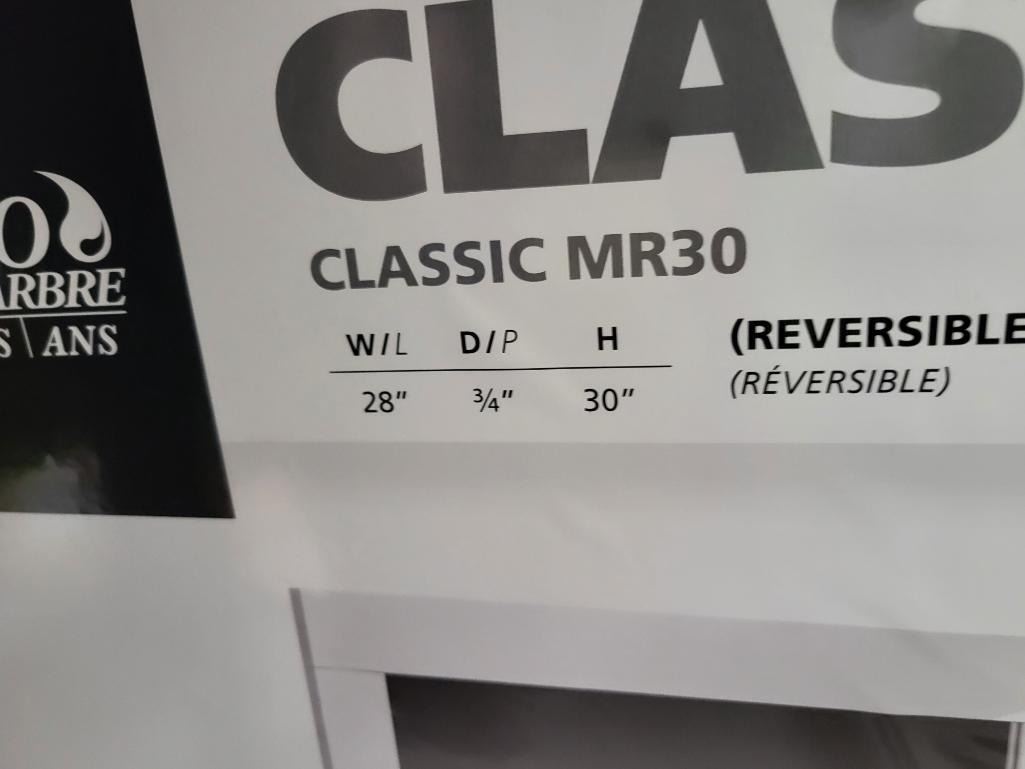 CLAS
CLASSIC MR30
W/L D/P H
28" ¾" 30"
(REVERSIBLE
(RÉVERSIBLE)
O
ARBRE
S \ ANS